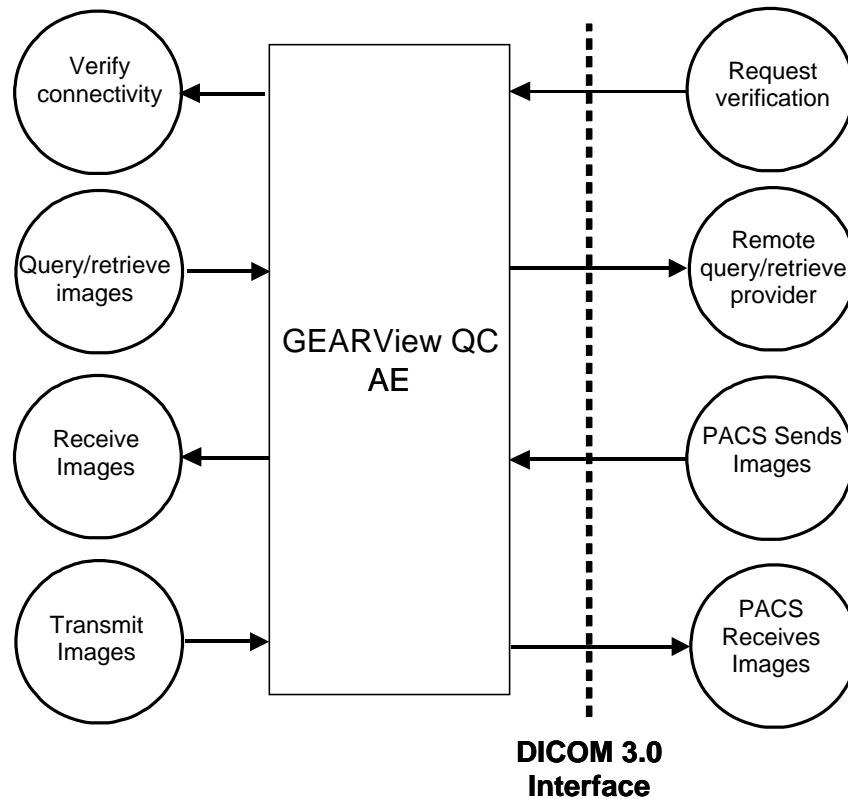 Verify
connectivity
Request
verification
Query/retrieve
images
Remote
query/retrieve
provider
GEARView QC
AE
Receive
Images
PACS Sends
Images
Transmit
Images
PACS
Receives
Images
DICOM 3.0
Interface